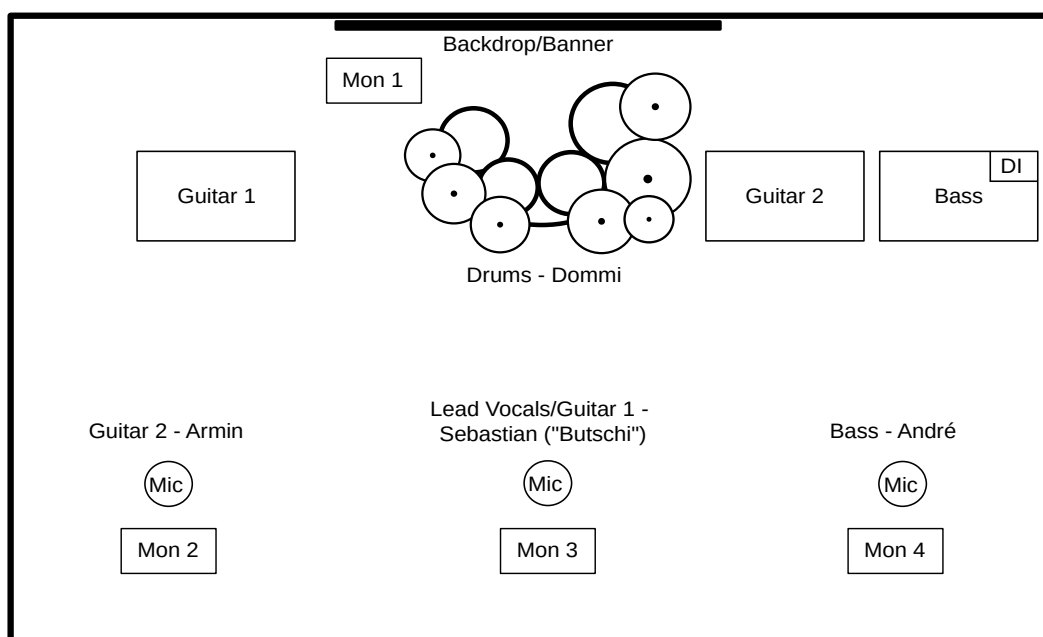 Backdrop/Banner
Mon 1
Guitar 1
Guitar 2
Bass
DI
Drums - Dommi
Guitar 2 - Armin
Lead Vocals/Guitar 1 -
Sebastian ("Butschi")
Bass - André
Mic
Mic
Mic
Mon 2
Mon 3
Mon 4